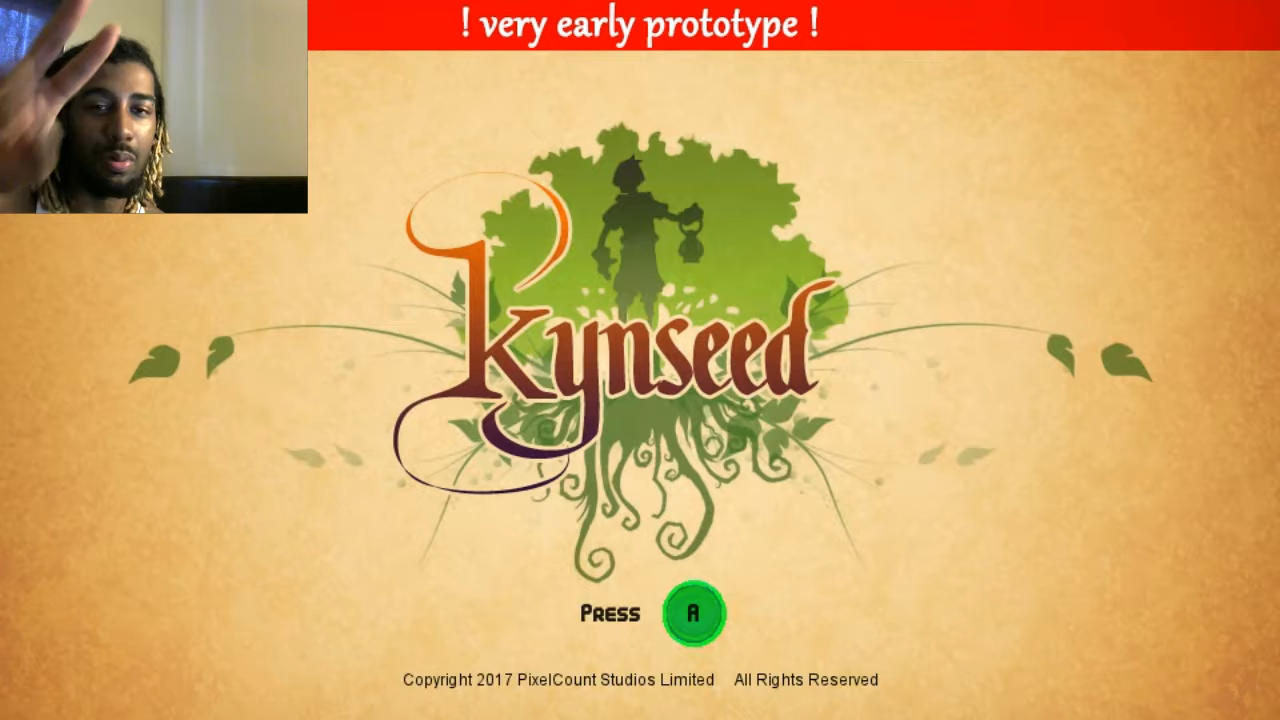 ! very early prototype !
Kynseed
PRESS A
Copyright 2017 PixelCount Studios Limited All Rights Reserved